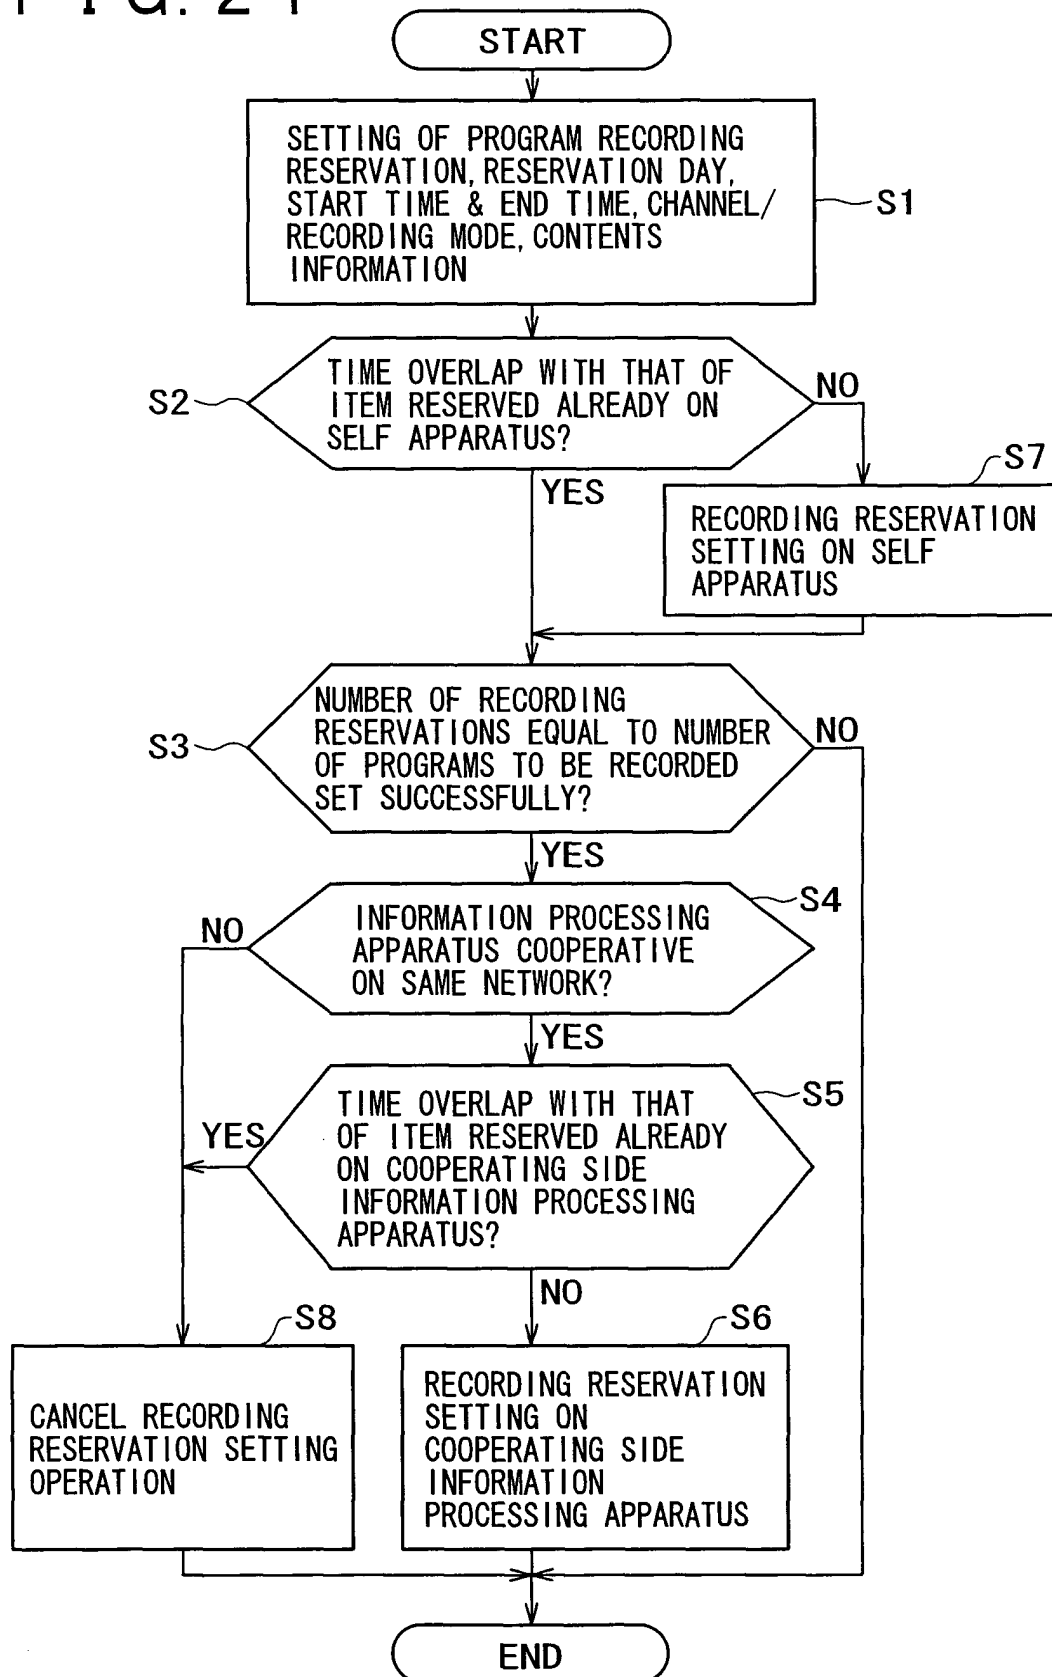 FIG. 24
START
SETTING OF PROGRAM RECORDING
RESERVATION, RESERVATION DAY,
START TIME & END TIME, CHANNEL/
RECORDING MODE, CONTENTS
INFORMATION
S1
S2
TIME OVERLAP WITH THAT OF
ITEM RESERVED ALREADY ON
SELF APPARATUS?
NO
YES
S7
RECORDING RESERVATION
SETTING ON SELF
APPARATUS
S3
NUMBER OF RECORDING
RESERVATIONS EQUAL TO NUMBER
OF PROGRAMS TO BE RECORDED
SET SUCCESSFULLY?
NO
YES
S4
NO
INFORMATION PROCESSING
APPARATUS COOPERATIVE
ON SAME NETWORK?
YES
S5
YES
TIME OVERLAP WITH THAT
OF ITEM RESERVED ALREADY
ON COOPERATING SIDE
INFORMATION PROCESSING
APPARATUS?
NO
S8
CANCEL RECORDING
RESERVATION SETTING
OPERATION
S6
RECORDING RESERVATION
SETTING ON
COOPERATING SIDE
INFORMATION
PROCESSING APPARATUS
END